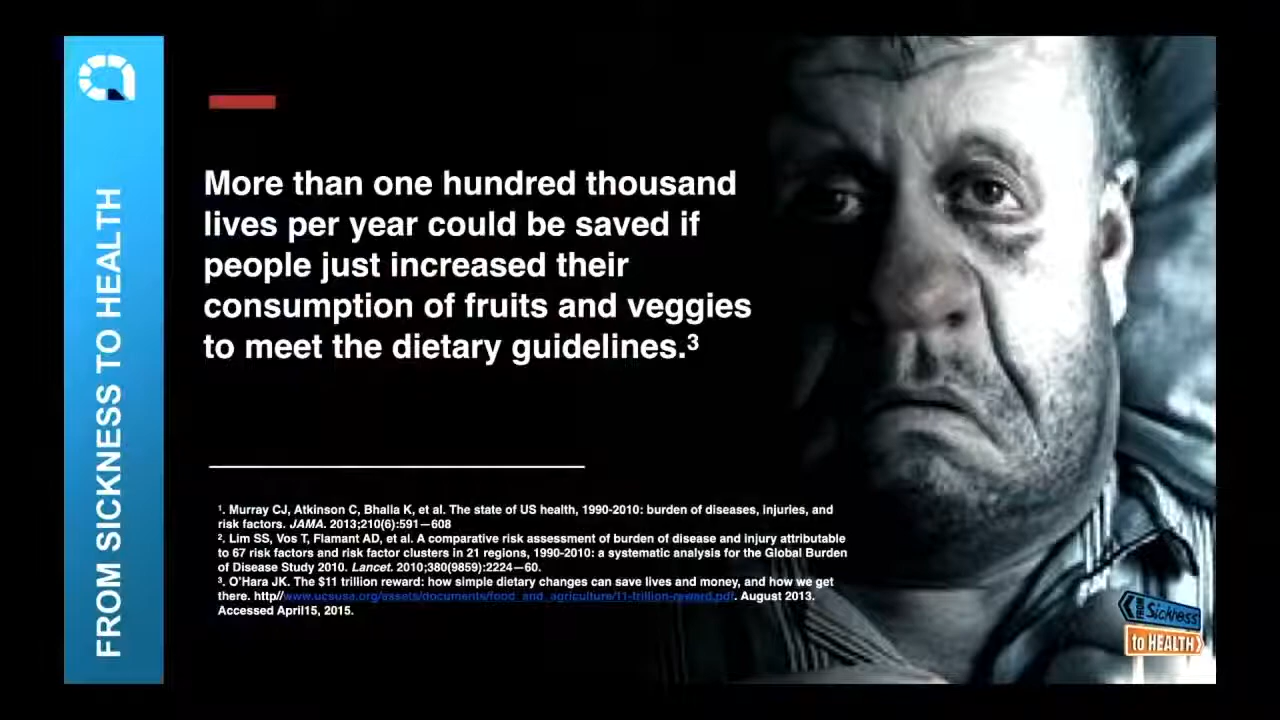 FROM SICKNESS TO HEALTH
More than one hundred thousand
lives per year could be saved if
people just increased their
consumption of fruits and veggies
to meet the dietary guidelines.³
¹. Murray CJ, Atkinson C, Bhalla K, et al. The state of US health, 1990-2010: burden of diseases, injuries, and
risk factors. JAMA. 2013;210(6):591—608
². Lim SS, Vos T, Flamant AD, et al. A comparative risk assessment of burden of disease and injury attributable
to 67 risk factors and risk factor clusters in 21 regions, 1990-2010: a systematic analysis for the Global Burden
of Disease Study 2010. Lancet. 2010;380(9859):2224—60.
³. O'Hara JK. The $11 trillion reward: how simple dietary changes can save lives and money, and how we get
there. http//www.ucsusa.org/assets/documents/food_and_agriculture/11-trillion-reward.pdf. August 2013.
Accessed April15, 2015.
FROM Sickness
to HEALTH